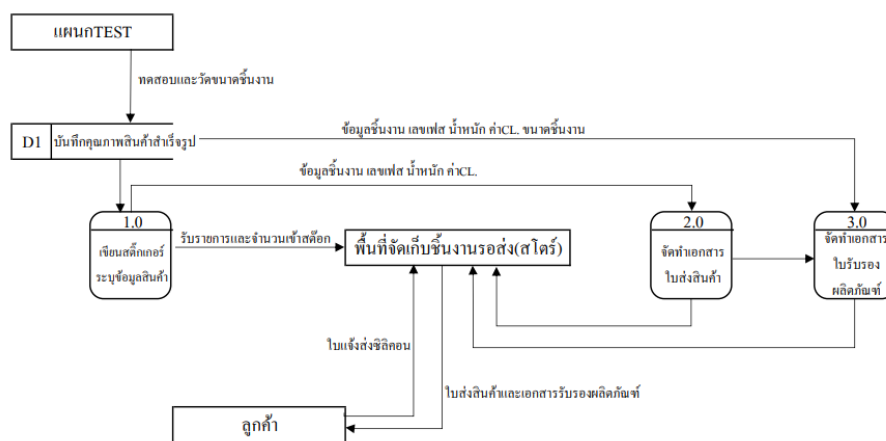 แผนกTEST
ทดสอบและวัดขนาดชิ้นงาน
D1 บันทึกคุณภาพสินค้าสำเร็จรูป
ข้อมูลชิ้นงาน เลขเฟส น้ำหนัก ค่าCL. ขนาดชิ้นงาน
ข้อมูลชิ้นงาน เลขเฟส น้ำหนัก ค่าCL.
1.0
เขียนสติ๊กเกอร์
ระบุข้อมูลสินค้า
รับรายการและจำนวนเข้าสต๊อก
พื้นที่จัดเก็บชิ้นงานรอส่ง(สโตร์)
2.0
จัดทำเอกสาร
ใบส่งสินค้า
3.0
จัดทำเอกสาร
ใบรับรอง
ผลิตภัณฑ์
ใบแจ้งส่งซิลิคอน
ใบส่งสินค้าและเอกสารรับรองผลิตภัณฑ์
ลูกค้า